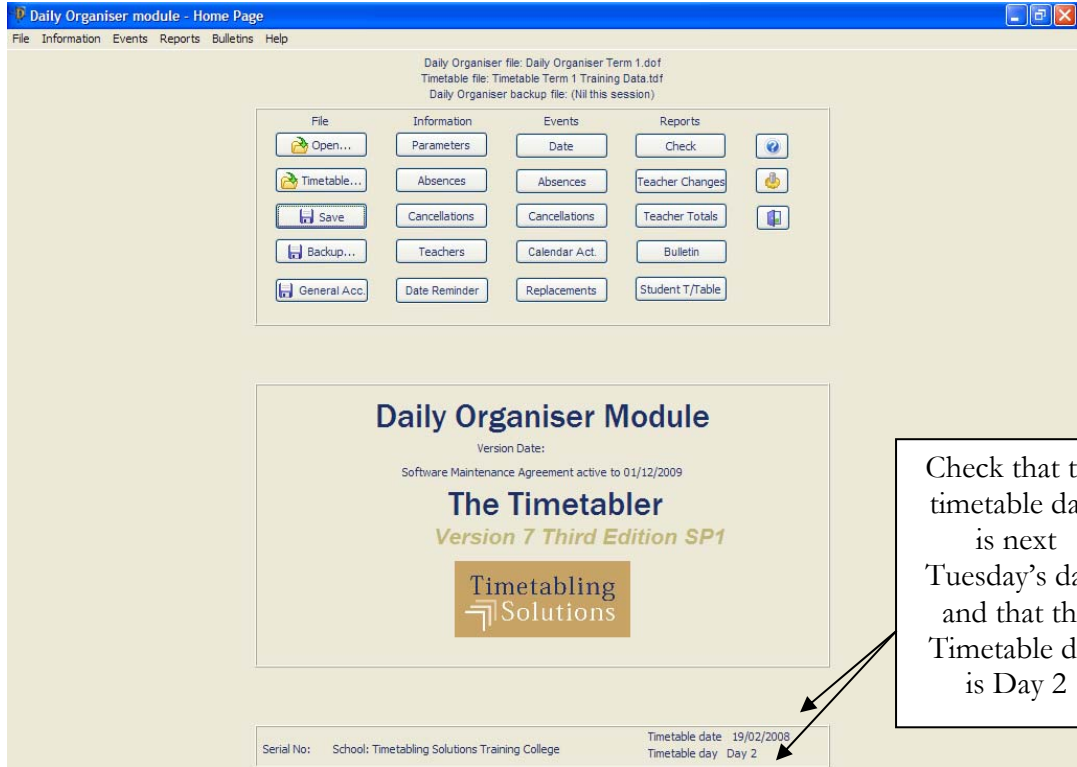 Daily Organiser module - Home Page
File Information Events Reports Bulletins Help
Daily Organiser file: Daily Organiser Term 1.dof
Timetable file: Timetable Term 1 Training Data.tdf
Daily Organiser backup file: (Nil this session)
File Information Events Reports
Open... Parameters Date Check
Timetable... Absences Absences Teacher Changes
Save Cancellations Cancellations Teacher Totals
Backup... Teachers Calendar Act. Bulletin
General Acc. Date Reminder Replacements Student T/Table
Daily Organiser Module
Version Date:
Software Maintenance Agreement active to 01/12/2009
The Timetabler
Version 7 Third Edition SP1
Timetabling
Solutions
Check that
timetable
is next
Tuesday's
and that
Timetable
is Day 2
Serial No: School: Timetabling Solutions Training College
Timetable date 19/02/2008
Timetable day Day 2